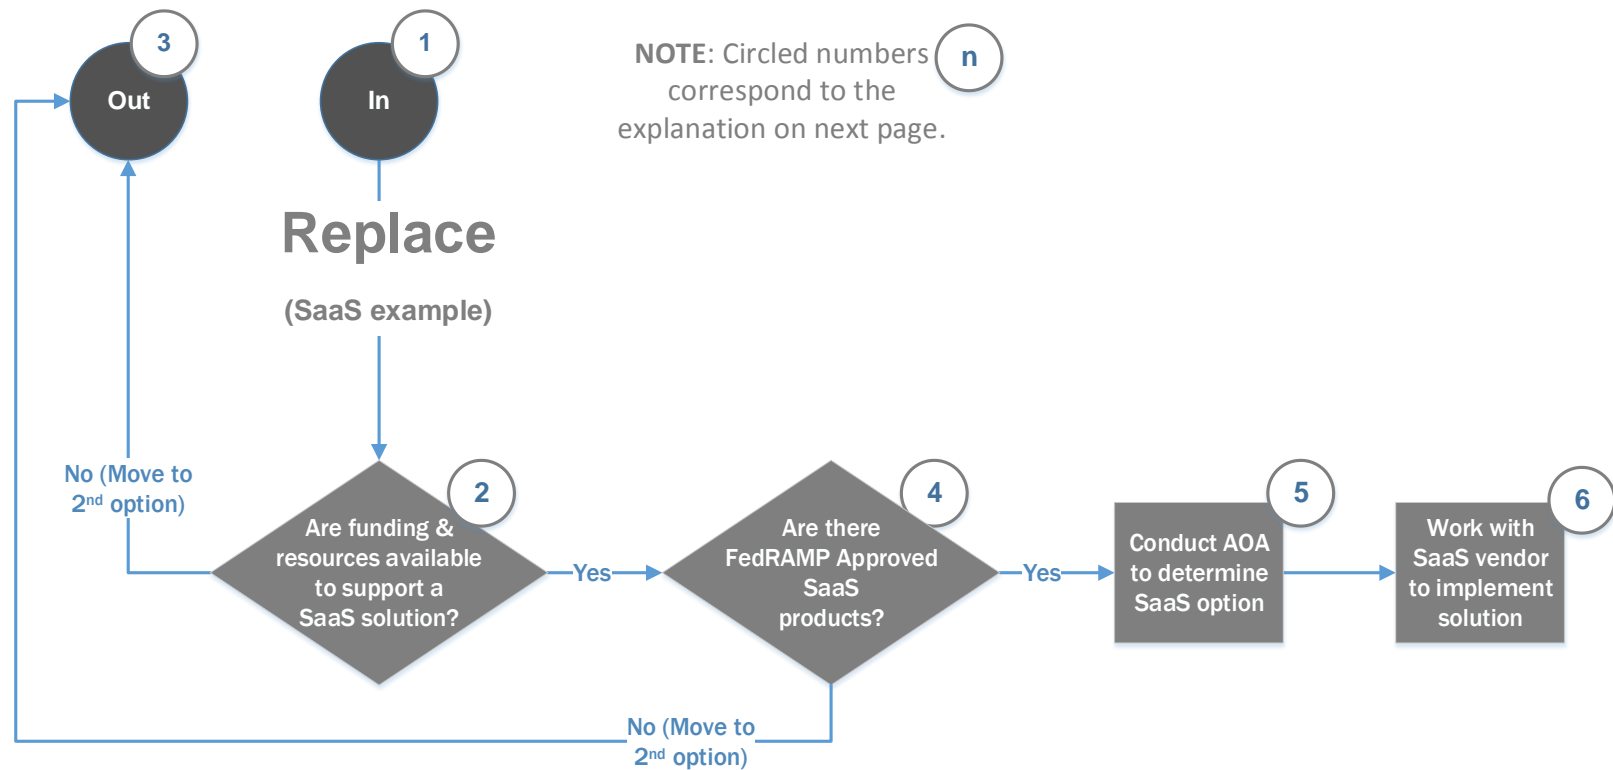 3
Out
1
In
NOTE: Circled numbers
correspond to the
explanation on next page.
n
Replace
(SaaS example)
No (Move to
2nd option)
2
Are funding &
resources available
to support a
SaaS solution?
Yes
4
Are there
FedRAMP Approved
SaaS
products?
Yes
5
Conduct AOA
to determine
SaaS option
6
Work with
SaaS vendor
to implement
solution
No (Move to
2nd option)